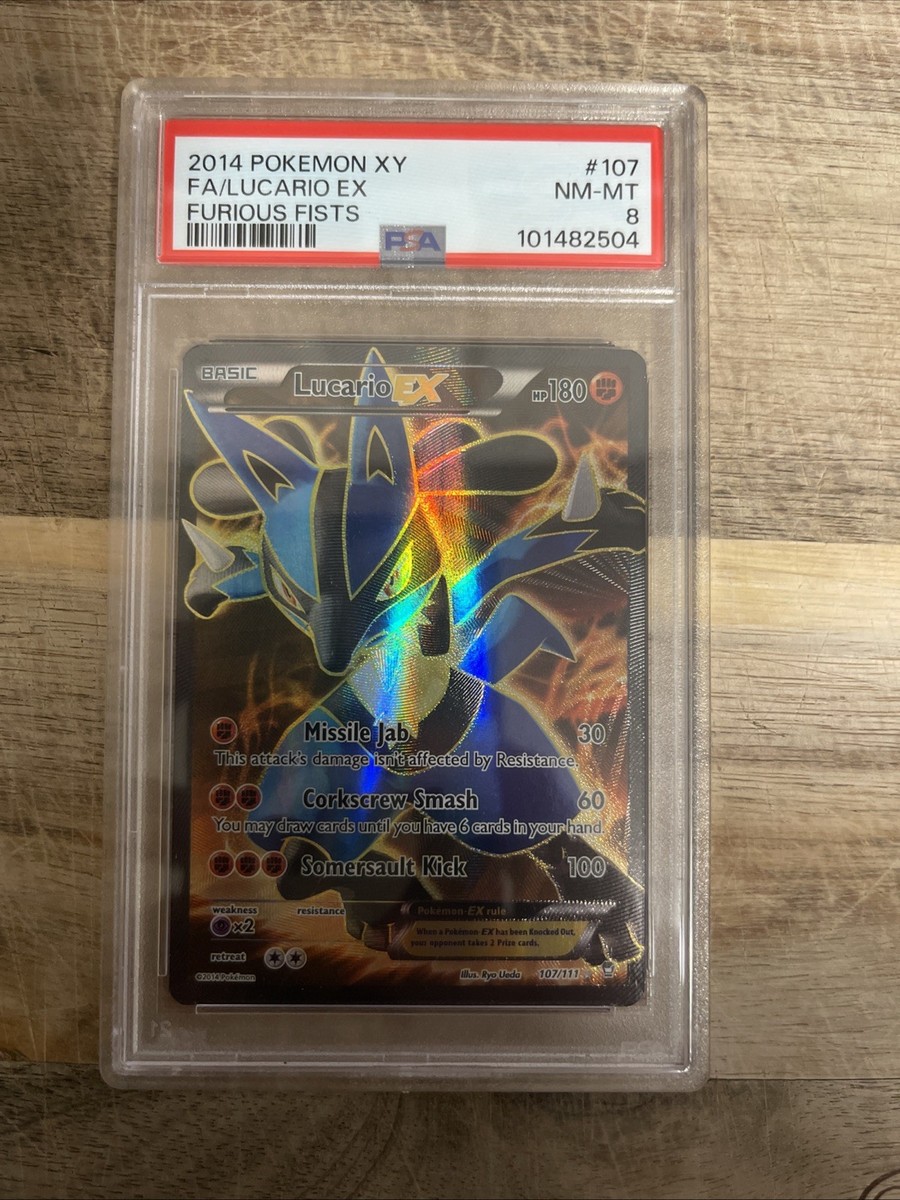 2014 POKEMON XY #107
FA/LUCARIO EX NM-MT
FURIOUS FISTS 8
PSA 101482504
BASIC Lucario EX HP180
Missile Jab 30
This attack's damage isn't affected by Resistance.
Corkscrew Smash 60
You may draw cards until you have 6 cards in your hand.
Somersault Kick 100
weakness resistance Pokémon-EX rule
×2 When a Pokémon-EX has been Knocked Out,
your opponent takes 2 Prize cards.
retreat
©2014 Pokémon Illus. Ryo Ueda 107/111